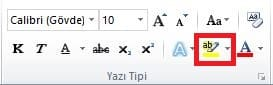 Calibri (Gövde) 10 A A Aa
K A abc x₂ x² A ab A
Yazı Tipi